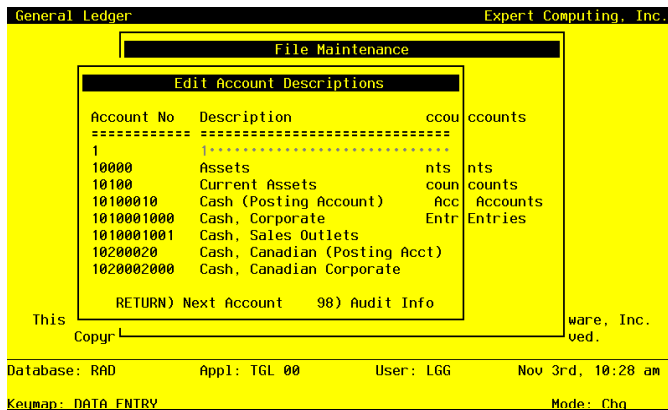 General Ledger Expert Computing, Inc.
File Maintenance
Edit Account Descriptions
Account No Description ccou ccounts
============ ==============================
1 1·····························
10000 Assets nts nts
10100 Current Assets coun counts
10100010 Cash (Posting Account) Acc Accounts
1010001000 Cash, Corporate Entr Entries
1010001001 Cash, Sales Outlets
10200020 Cash, Canadian (Posting Acct)
1020002000 Cash, Canadian Corporate
RETURN) Next Account 98) Audit Info
This ware, Inc.
Copyr ved.
Database: RAD Appl: TGL 00 User: LGG Nov 3rd, 10:28 am
Keymap: DATA ENTRY Mode: Chg